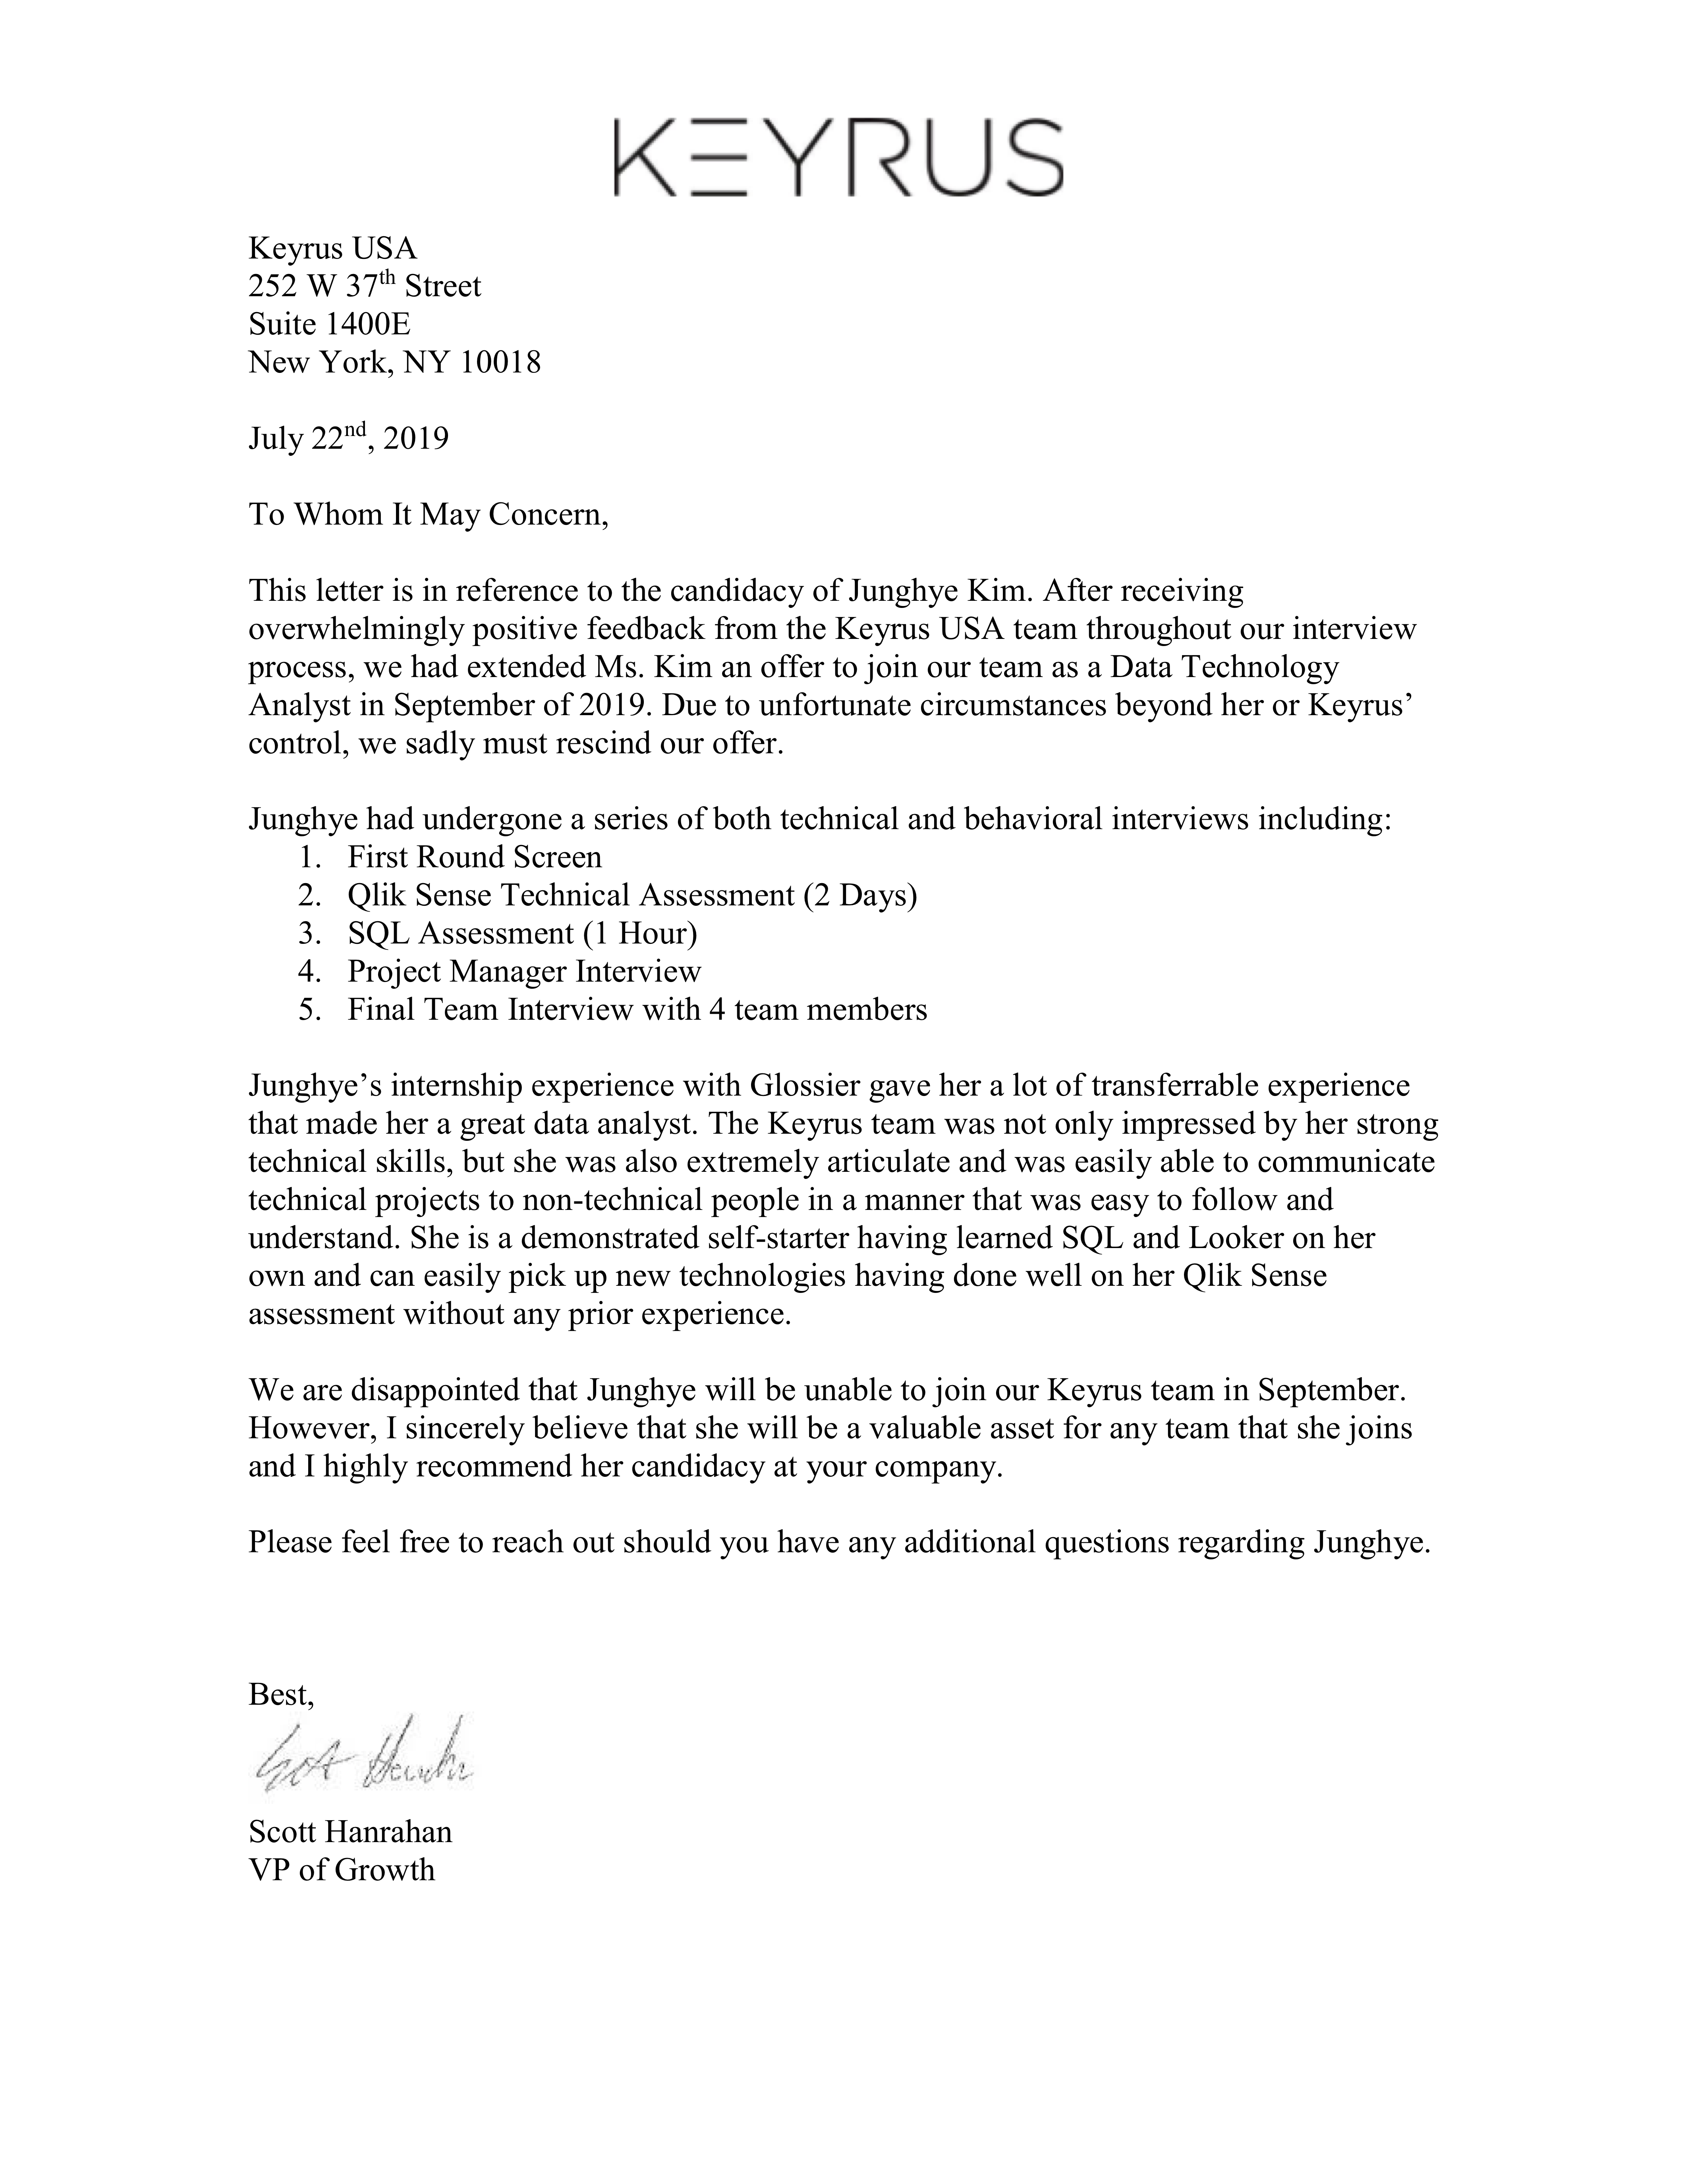 KEYRUS
Keyrus USA
252 W 37th Street
Suite 1400E
New York, NY 10018
July 22nd, 2019
To Whom It May Concern,
This letter is in reference to the candidacy of Junghye Kim. After receiving
overwhelmingly positive feedback from the Keyrus USA team throughout our interview
process, we had extended Ms. Kim an offer to join our team as a Data Technology
Analyst in September of 2019. Due to unfortunate circumstances beyond her or Keyrus’
control, we sadly must rescind our offer.
Junghye had undergone a series of both technical and behavioral interviews including:
1. First Round Screen
2. Qlik Sense Technical Assessment (2 Days)
3. SQL Assessment (1 Hour)
4. Project Manager Interview
5. Final Team Interview with 4 team members
Junghye’s internship experience with Glossier gave her a lot of transferrable experience
that made her a great data analyst. The Keyrus team was not only impressed by her strong
technical skills, but she was also extremely articulate and was easily able to communicate
technical projects to non-technical people in a manner that was easy to follow and
understand. She is a demonstrated self-starter having learned SQL and Looker on her
own and can easily pick up new technologies having done well on her Qlik Sense
assessment without any prior experience.
We are disappointed that Junghye will be unable to join our Keyrus team in September.
However, I sincerely believe that she will be a valuable asset for any team that she joins
and I highly recommend her candidacy at your company.
Please feel free to reach out should you have any additional questions regarding Junghye.
Best,
Scott Hanrahan
VP of Growth